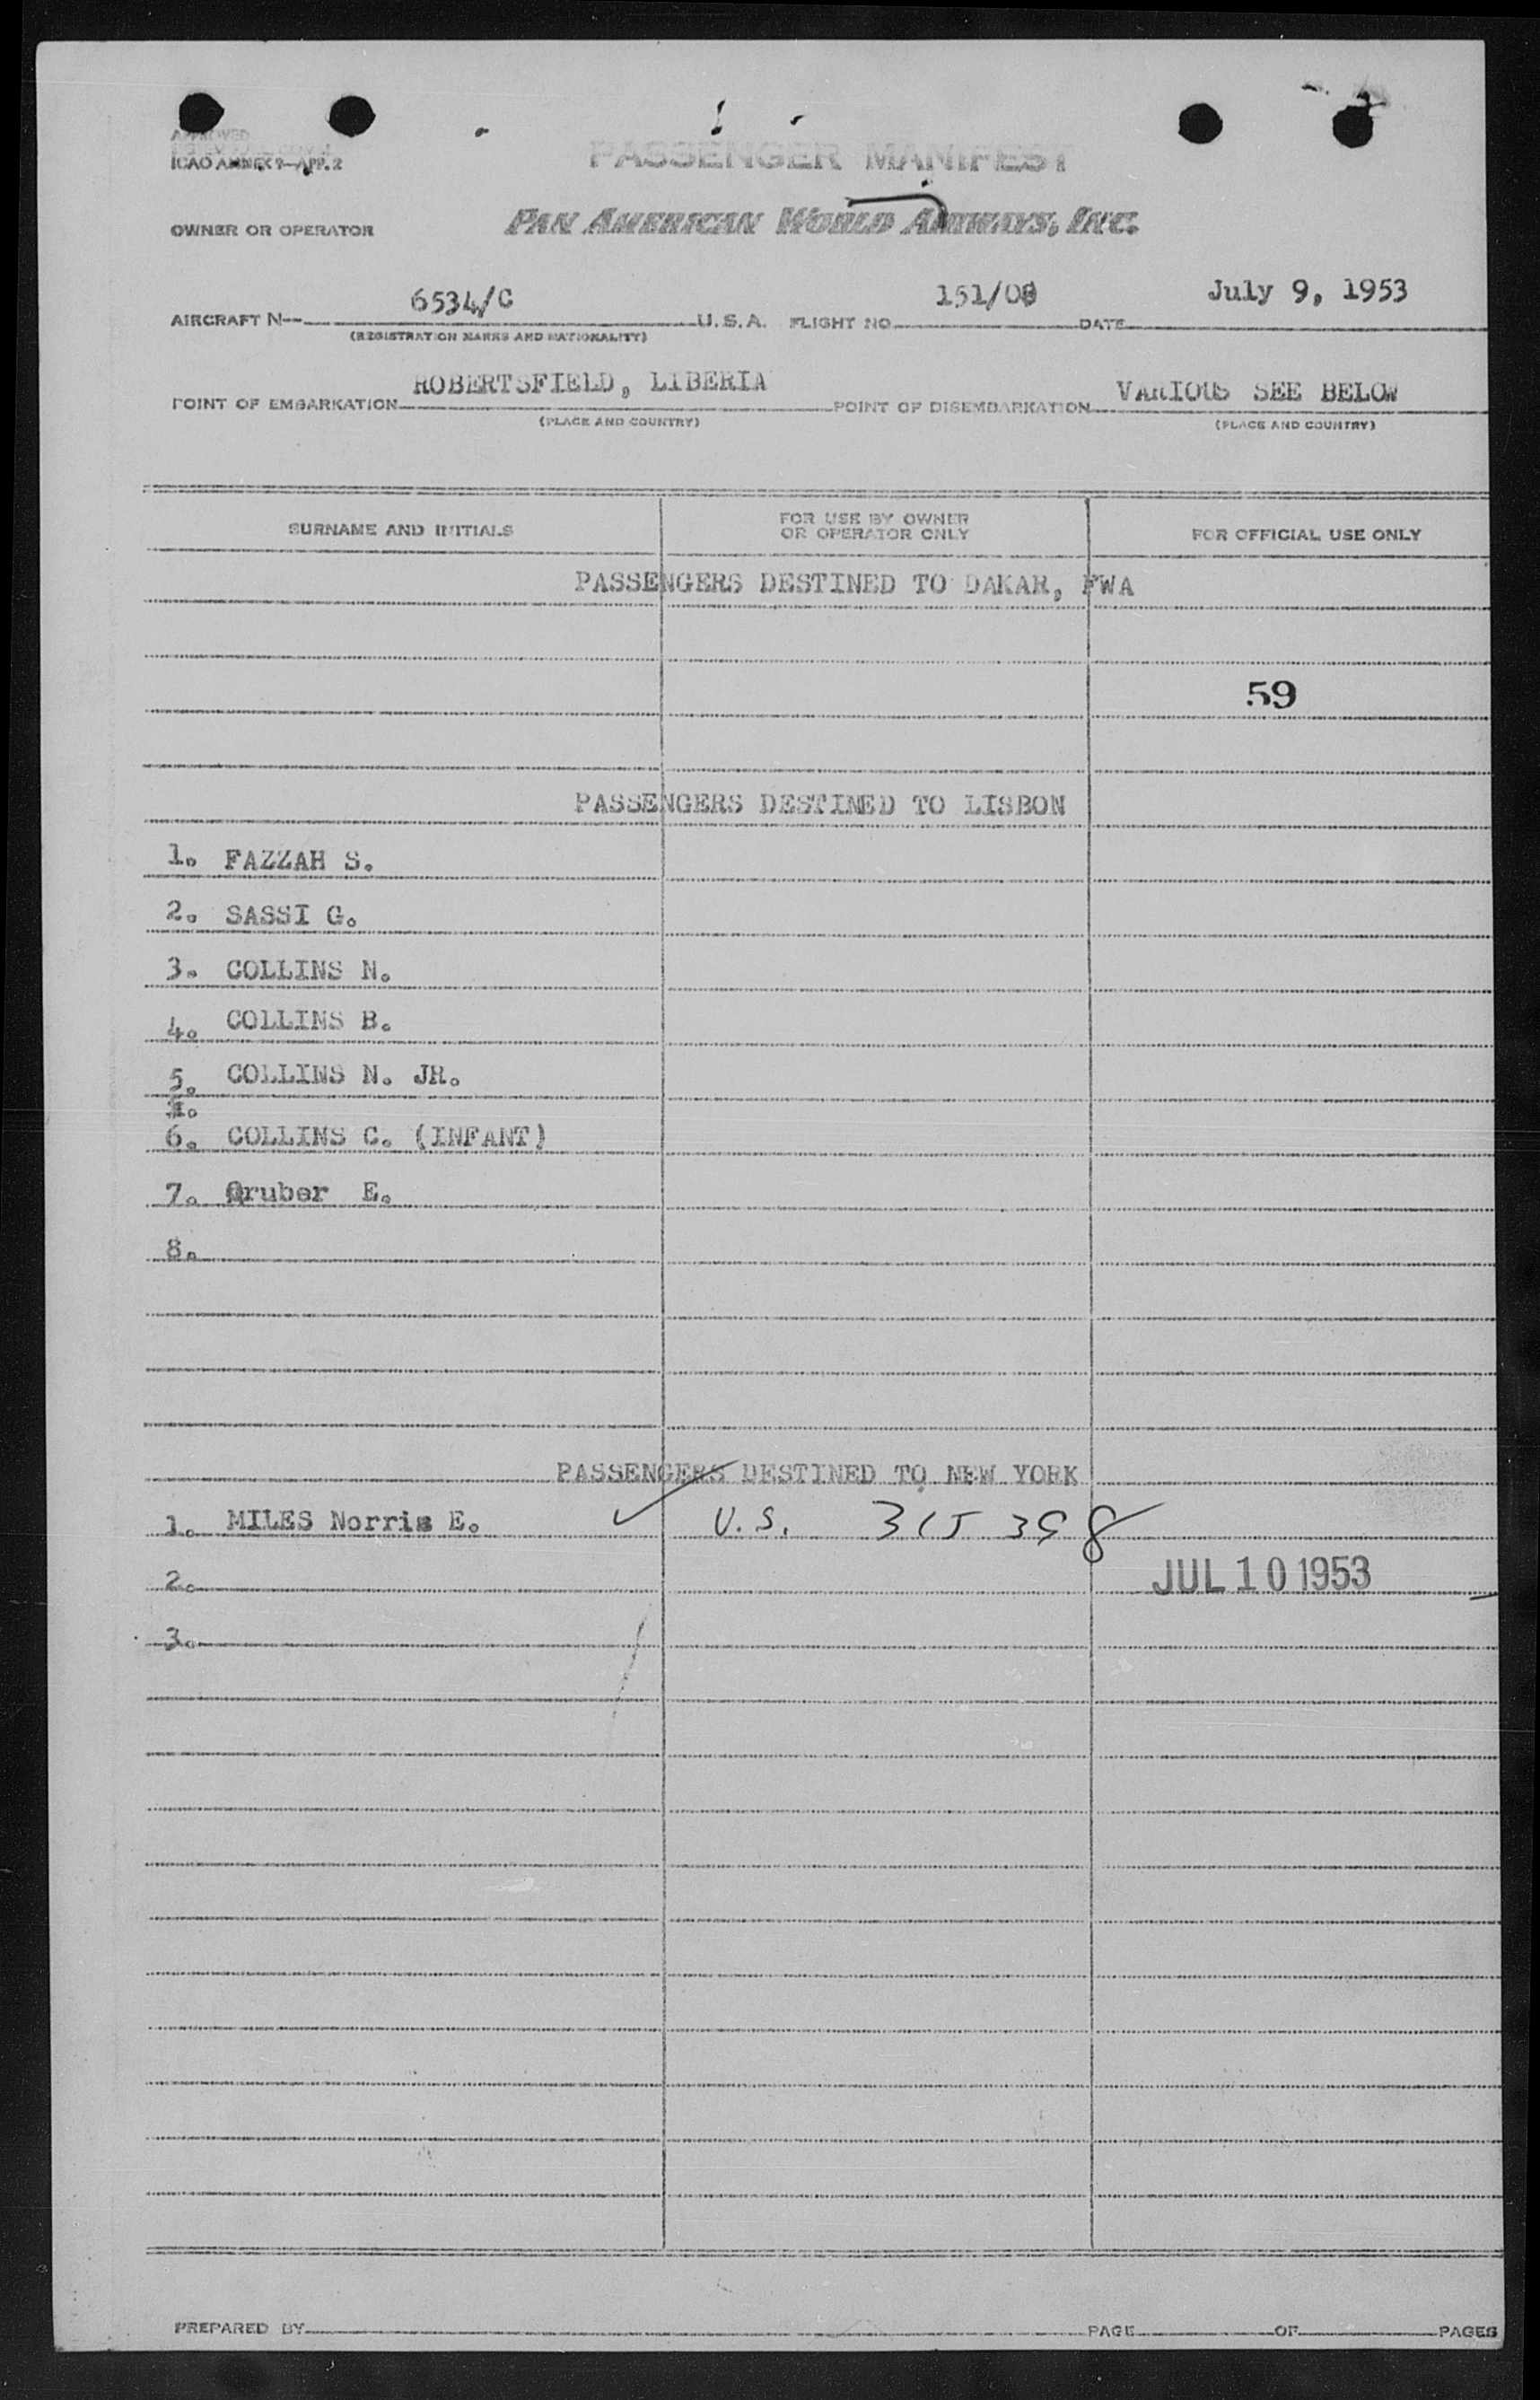 APPROVED
ICAO ANNEX 9—APP. 2
PASSENGER MANIFEST
OWNER OR OPERATOR PAN AMERICAN WORLD AIRWAYS, INC.
AIRCRAFT N— 6534/C U.S.A. FLIGHT NO 151/08 DATE July 9, 1953
(REGISTRATION MARKS AND NATIONALITY)
POINT OF EMBARKATION ROBERTSFIELD, LIBERIA POINT OF DISEMBARKATION VARIOUS SEE BELOW
(PLACE AND COUNTRY) (PLACE AND COUNTRY)
SURNAME AND INITIALS FOR USE BY OWNER OR OPERATOR ONLY FOR OFFICIAL USE ONLY
PASSENGERS DESTINED TO DAKAR, FWA
59
PASSENGERS DESTINED TO LISBON
1. FAZZAH S.
2. SASSI G.
3. COLLINS N.
4. COLLINS B.
5. COLLINS N. JR.
6. COLLINS C. (INFANT)
7. Gruber E.
8.
PASSENGERS DESTINED TO NEW YORK
1. MILES Norris E. ✓ U.S. 315 398
2. JUL 10 1953
3.
PREPARED BY PAGE OF PAGES